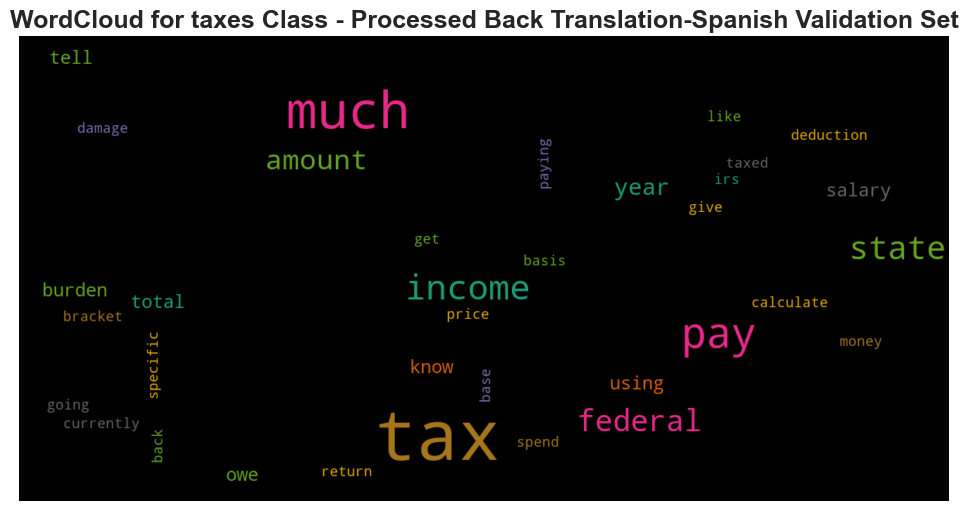 WordCloud for taxes Class - Processed Back Translation-Spanish Validation Set
tell
much
like
damage
deduction
paying
amount
taxed
irs
year
salary
give
get
state
basis
income
burden
total
calculate
price
bracket
pay
money
specific
know
base
using
going
federal
currently
tax
spend
back
owe
return